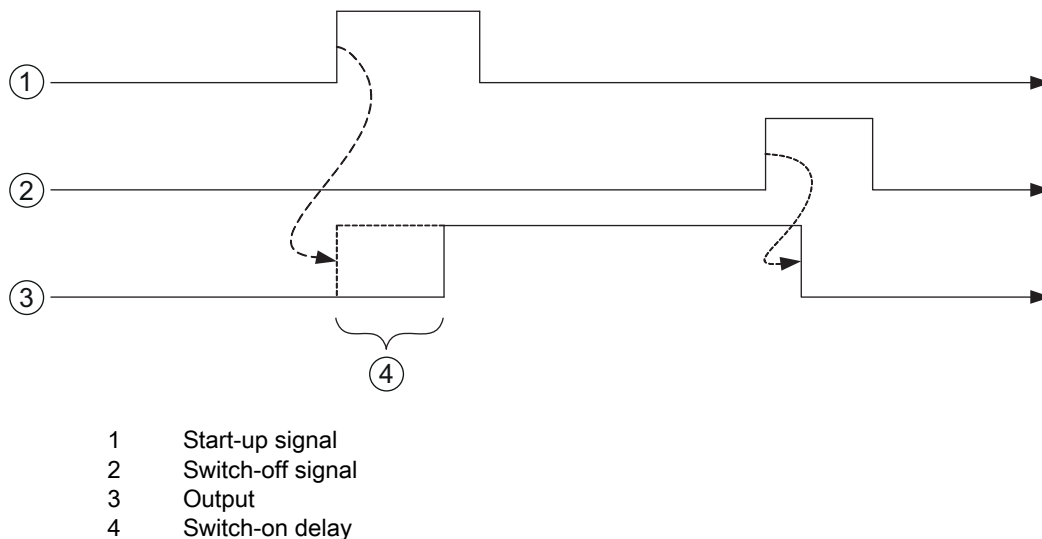 1
2
3
4
1 Start-up signal
2 Switch-off signal
3 Output
4 Switch-on delay